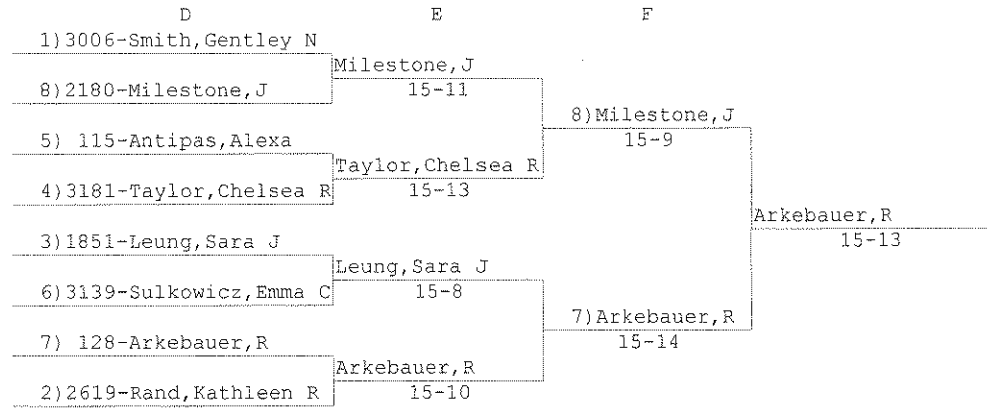 D E F
1)3006-Smith,Gentley N
Milestone,J
15-11
8)2180-Milestone,J
8)Milestone,J
15-9
5) 115-Antipas,Alexa
Taylor,Chelsea R
15-13
4)3181-Taylor,Chelsea R
Arkebauer,R
15-13
3)1851-Leung,Sara J
Leung,Sara J
15-8
6)3139-Sulkowicz,Emma C
7)Arkebauer,R
15-14
7) 128-Arkebauer,R
Arkebauer,R
15-10
2)2619-Rand,Kathleen R